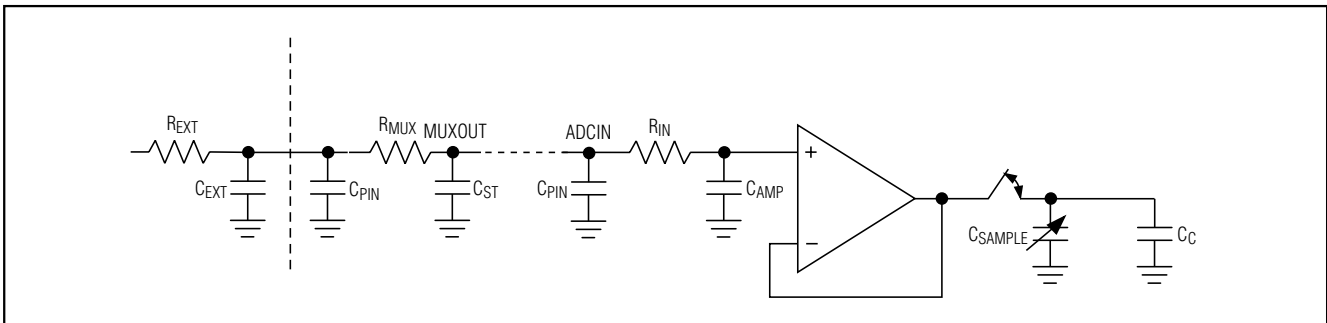 REXT
CEXT
CPIN
RMUX
MUXOUT
CST
ADCIN
CPIN
RIN
CAMP
+
−
CSAMPLE
CC